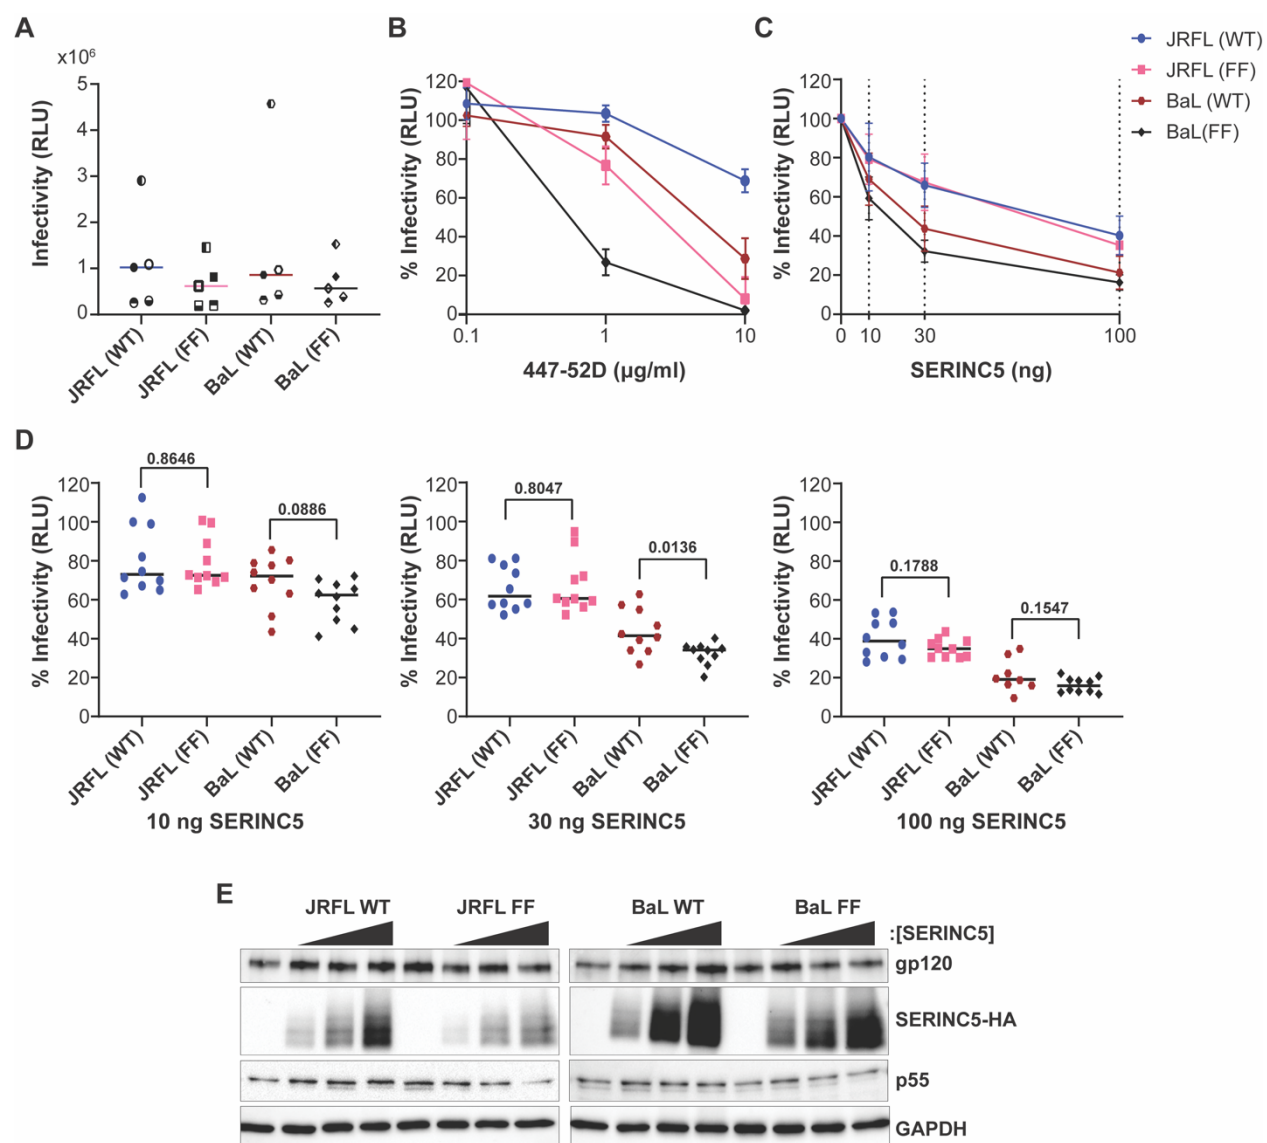 A
x10⁶
Infectivity (RLU)
5
4
3
2
1
0
JRFL (WT)
JRFL (FF)
BaL (WT)
BaL (FF)
B
% Infectivity (RLU)
120
100
80
60
40
20
0
0.1
1
10
447-52D (µg/ml)
C
% Infectivity (RLU)
120
100
80
60
40
20
0
0
10
30
100
SERINC5 (ng)
JRFL (WT)
JRFL (FF)
BaL (WT)
BaL(FF)
D
% Infectivity (RLU)
120
100
80
60
40
20
0
0.8646
0.0886
JRFL (WT)
JRFL (FF)
BaL (WT)
BaL (FF)
10 ng SERINC5
% Infectivity (RLU)
120
100
80
60
40
20
0
0.8047
0.0136
JRFL (WT)
JRFL (FF)
BaL (WT)
BaL (FF)
30 ng SERINC5
% Infectivity (RLU)
120
100
80
60
40
20
0
0.1788
0.1547
JRFL (WT)
JRFL (FF)
BaL (WT)
BaL (FF)
100 ng SERINC5
E
JRFL WT
JRFL FF
BaL WT
BaL FF
:[SERINC5]
gp120
SERINC5-HA
p55
GAPDH